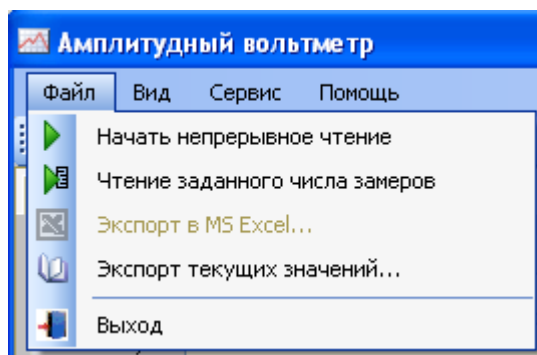 Амплитудный вольтметр
Файл Вид Сервис Помощь
Начать непрерывное чтение
Чтение заданного числа замеров
Экспорт в MS Excel...
Экспорт текущих значений...
Выход